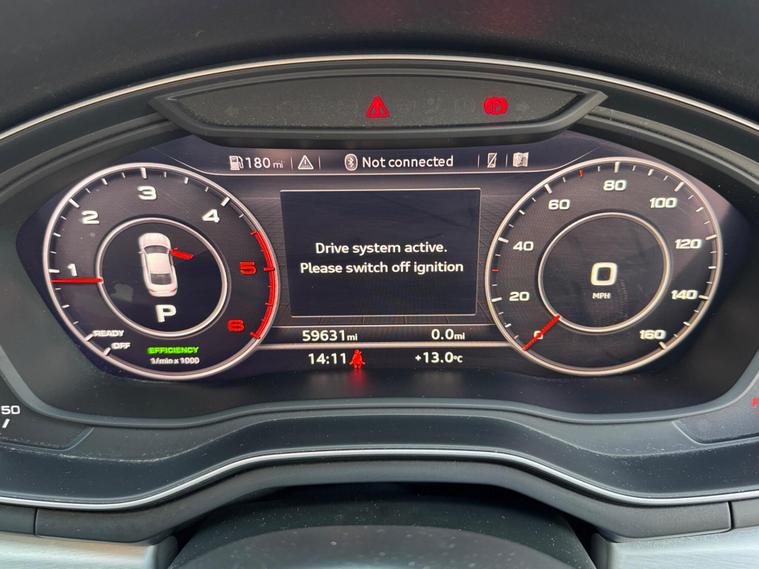 180 mi
Not connected
1 2 3 4 5 6
P
READY
OFF
EFFICIENCY
1/min x 1000
Drive system active.
Please switch off ignition
59631 mi 0.0 mi
14:11 +13.0°C
0 20 40 60 80 100 120 140 160
0
MPH
50